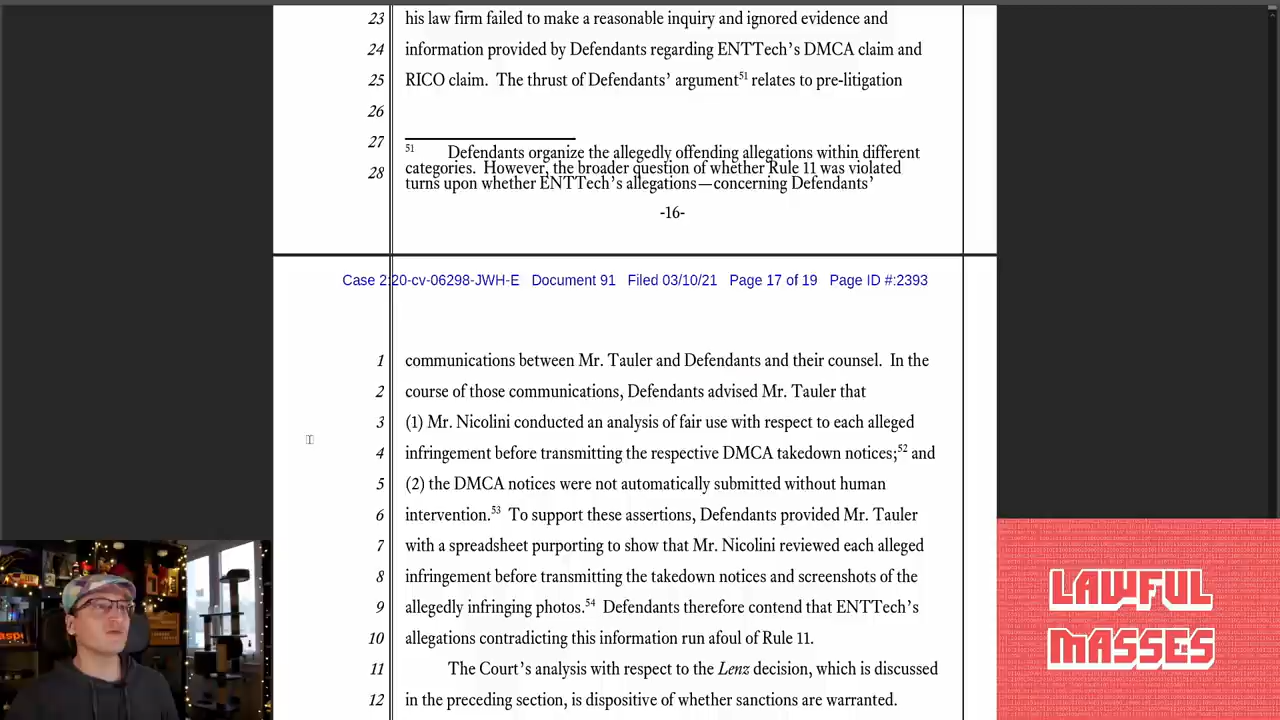 23 his law firm failed to make a reasonable inquiry and ignored evidence and
24 information provided by Defendants regarding ENTTech’s DMCA claim and
25 RICO claim. The thrust of Defendants’ argument51 relates to pre-litigation
26
27
51 Defendants organize the allegedly offending allegations within different
categories. However, the broader question of whether Rule 11 was violated
28
turns upon whether ENTTech’s allegations—concerning Defendants’
-16-
Case 2:20-cv-06298-JWH-E Document 91 Filed 03/10/21 Page 17 of 19 Page ID #:2393
1 communications between Mr. Tauler and Defendants and their counsel. In the
2 course of those communications, Defendants advised Mr. Tauler that
3 (1) Mr. Nicolini conducted an analysis of fair use with respect to each alleged
4 infringement before transmitting the respective DMCA takedown notices;52 and
5 (2) the DMCA notices were not automatically submitted without human
6 intervention.53 To support these assertions, Defendants provided Mr. Tauler
7 with a spreadsheet purporting to show that Mr. Nicolini reviewed each alleged
8 infringement before transmitting the takedown notices and screenshots of the
9 allegedly infringing photos.54 Defendants therefore contend that ENTTech’s
10 allegations contradicting this information run afoul of Rule 11.
11 The Court’s analysis with respect to the Lenz decision, which is discussed
12 in the preceding section, is dispositive of whether sanctions are warranted.
LAWFUL
MASSES